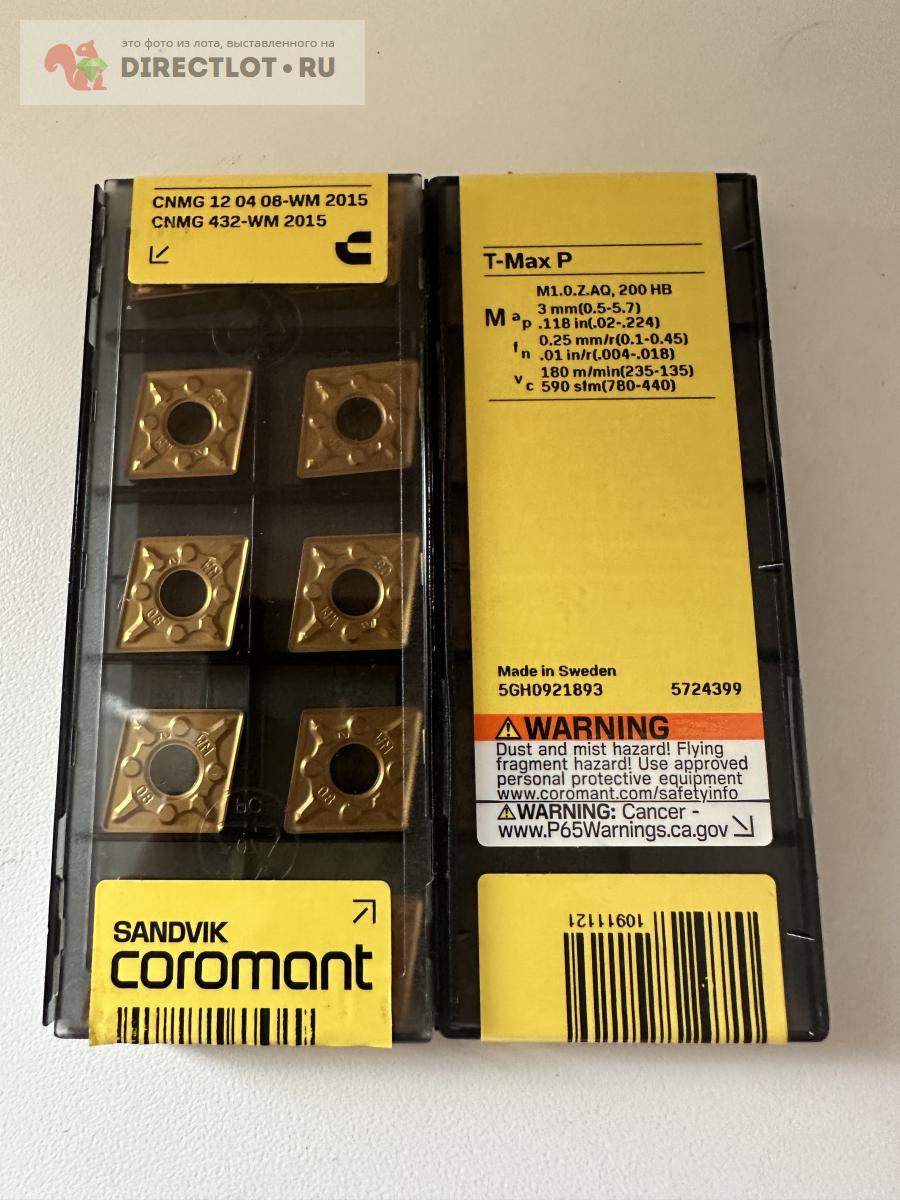 это фото из лота, выставленного на
DIRECTLOT•RU
CNMG 12 04 08-WM 2015
CNMG 432-WM 2015
SANDVIK
coromant
T-Max P
M1.0.Z.AQ, 200 HB
M ap 3 mm(0.5-5.7)
.118 in(.02-.224)
fn 0.25 mm/r(0.1-0.45)
.01 in/r(.004-.018)
vc 180 m/min(235-135)
590 sfm(780-440)
Made in Sweden
5GH0921893 5724399
WARNING
Dust and mist hazard! Flying
fragment hazard! Use approved
personal protective equipment
www.coromant.com/safetyinfo
WARNING: Cancer -
www.P65Warnings.ca.gov
10911121